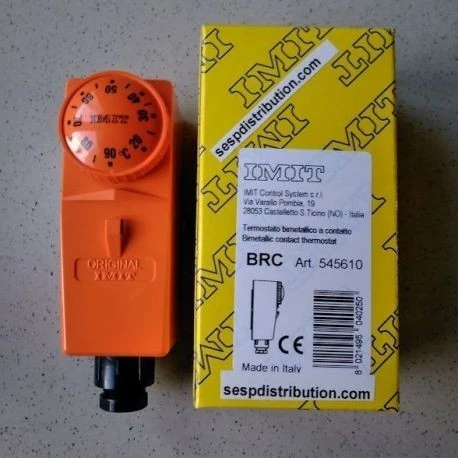 50
40
30
20
°C
90
80
70
60
IMIT
ORIGINAL
IMIT
IMIT
IMIT
sespdistribution.com
IMIT
IMIT Control System s.r.l.
Via Varallo Pombia, 19
28053 Castelletto S.Ticino (NO) - Italia
Termostato bimetallico a contatto
Bimetallic contact thermostat
BRC Art. 545610
CE
Made in Italy
8 021495 040250
sespdistribution.com